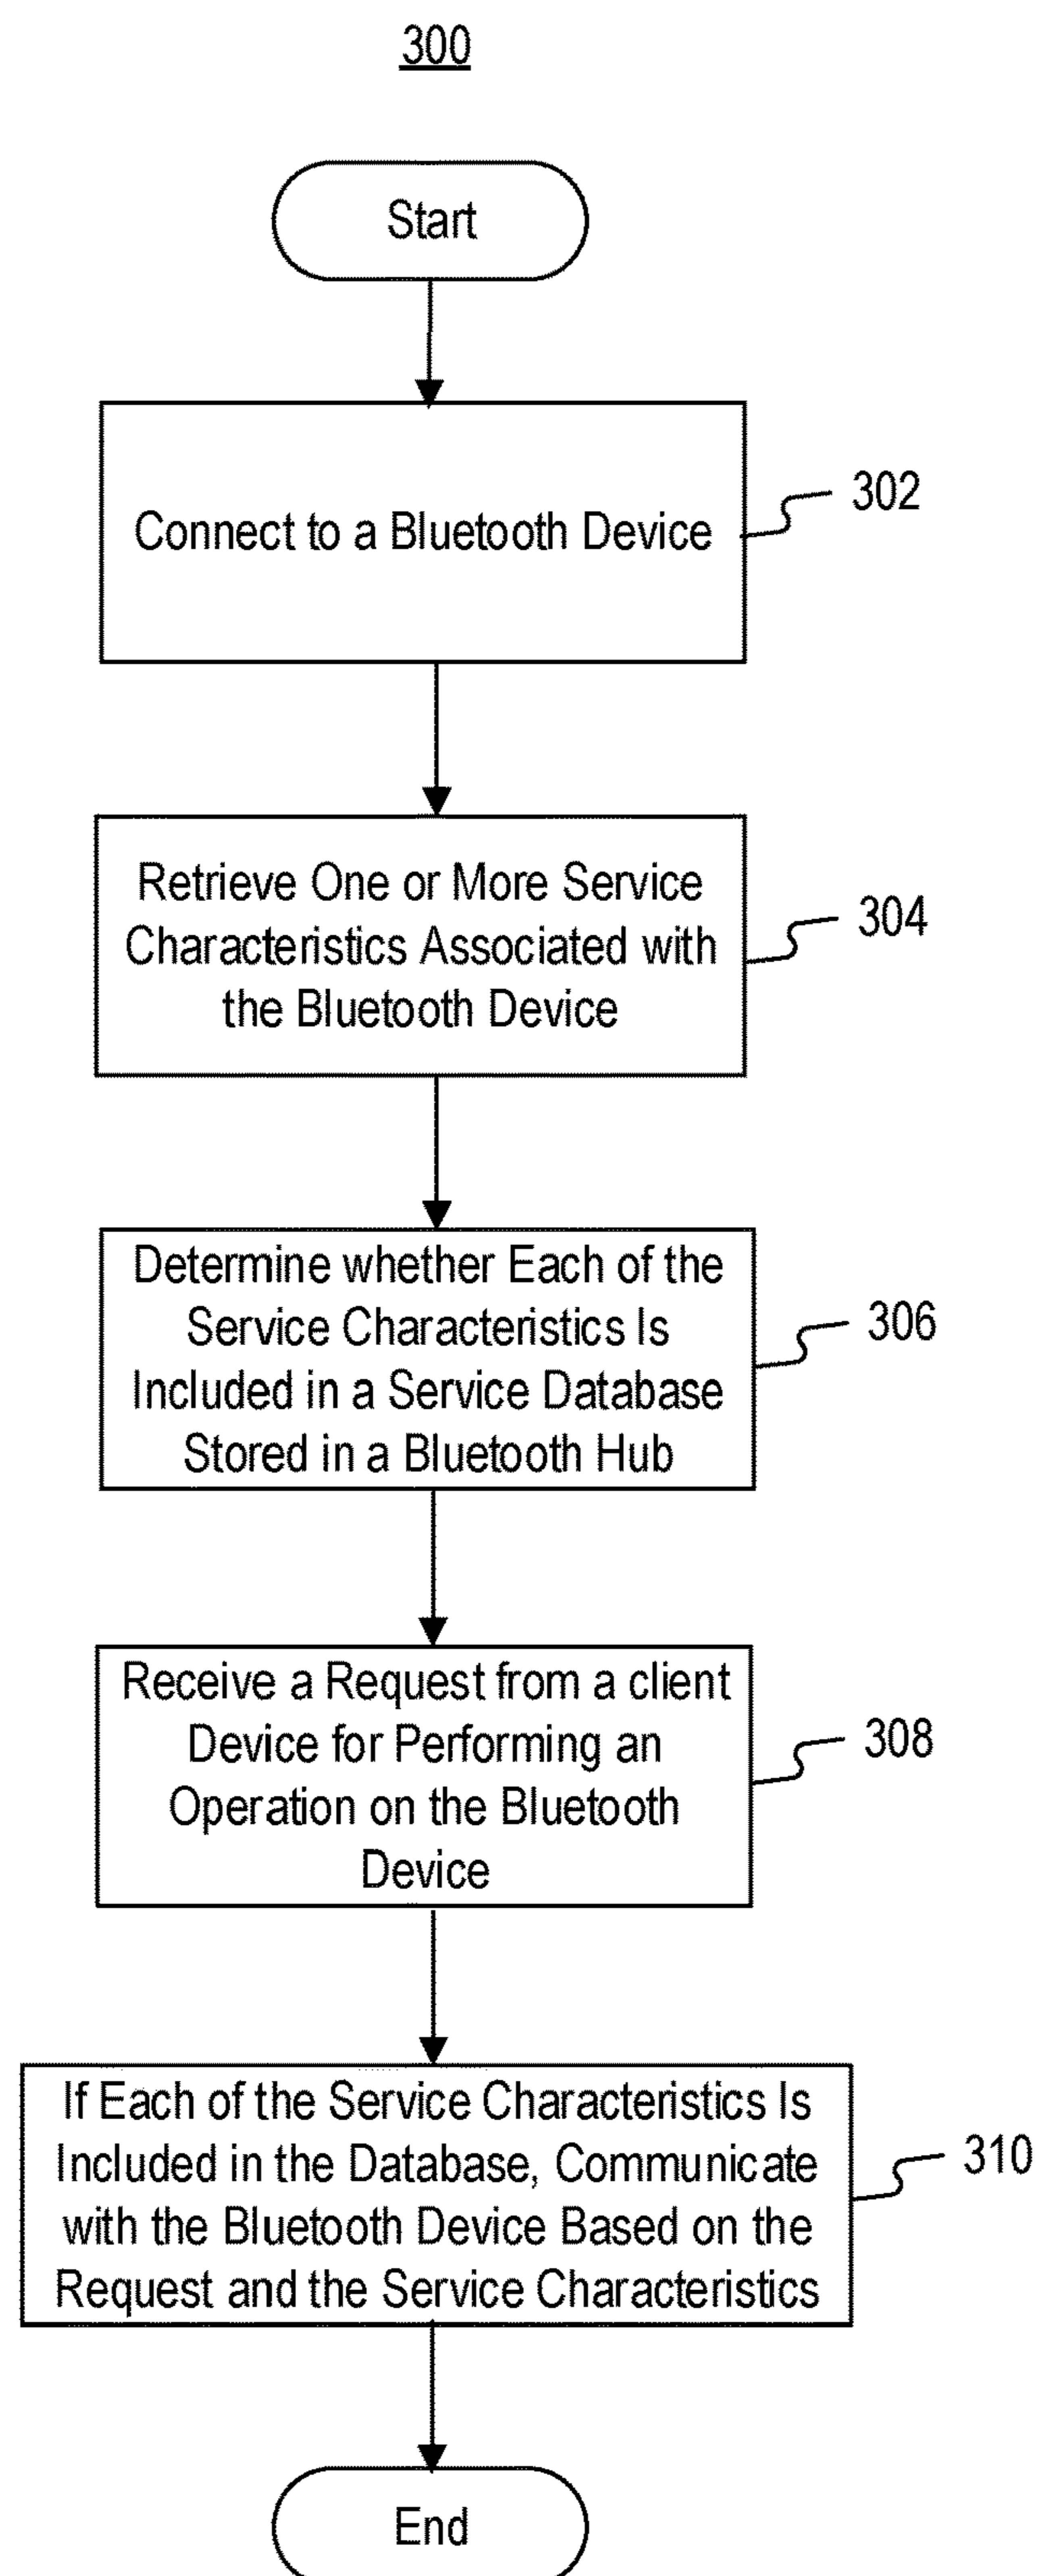 300
Start
Connect to a Bluetooth Device
302
Retrieve One or More Service
Characteristics Associated with
the Bluetooth Device
304
Determine whether Each of the
Service Characteristics Is
Included in a Service Database
Stored in a Bluetooth Hub
306
Receive a Request from a client
Device for Performing an
Operation on the Bluetooth
Device
308
If Each of the Service Characteristics Is
Included in the Database, Communicate
with the Bluetooth Device Based on the
Request and the Service Characteristics
310
End